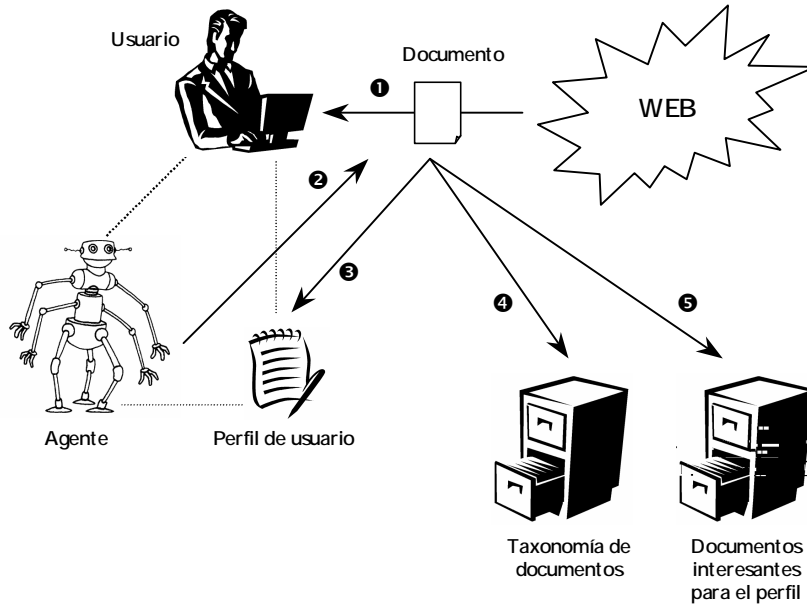 Usuario
Documento
WEB
❶
❷
❸
❹
❺
Agente
Perfil de usuario
Taxonomía de
documentos
Documentos
interesantes
para el perfil